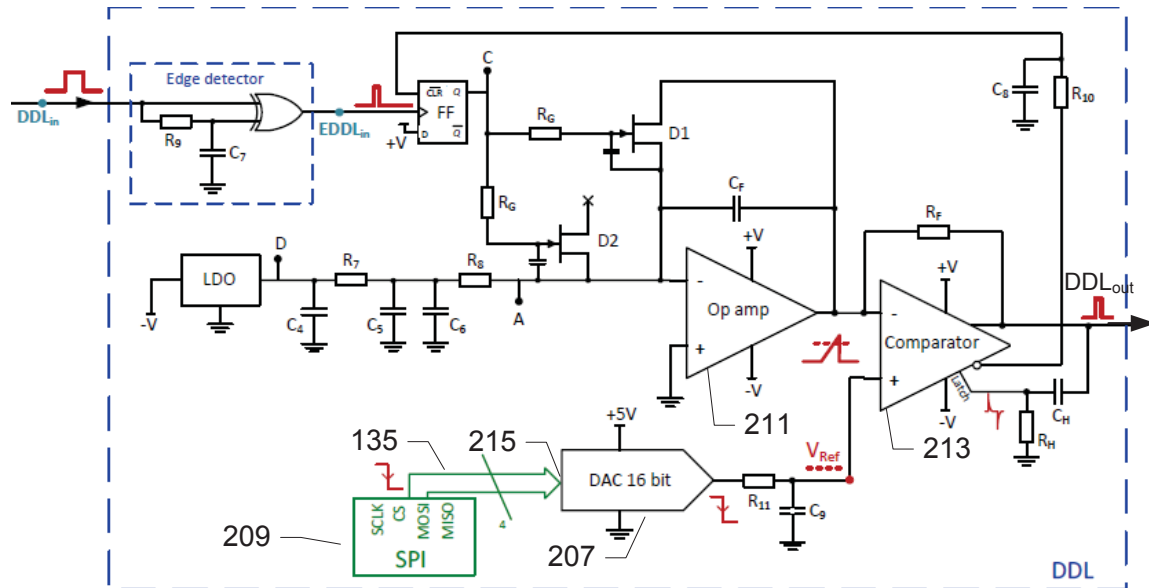 Edge detector
DDLin
R9
C7
EDDLin
CLR
Q
FF
D
Q
+V
C
RG
D1
RG
D2
CF
C8
R10
LDO
-V
D
R7
R8
C4
C5
C6
A
-
+
Op amp
+V
-V
211
RF
-
+
Comparator
+V
-V
Latch
213
DDLout
CH
RH
VRef
+5V
135
215
DAC 16 bit
207
R11
C9
SCLK
CS
MOSI
MISO
SPI
4
209
DDL